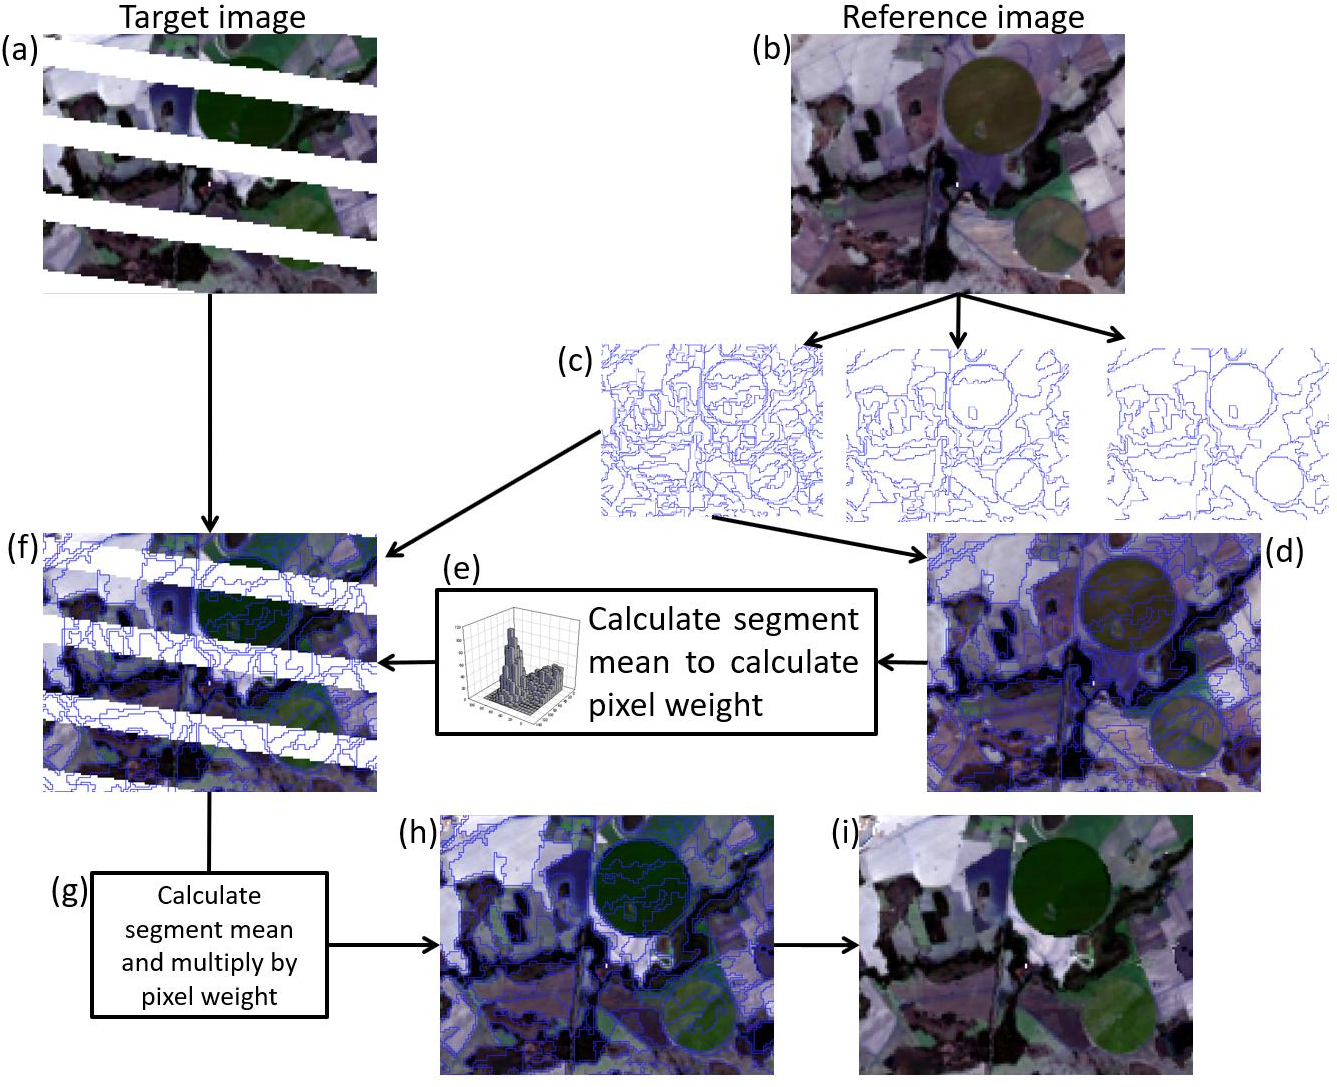 Target image
Reference image
(a)
(b)
(c)
(f)
(e)
(d)
Calculate segment
mean to calculate
pixel weight
(h)
(i)
(g)
Calculate
segment mean
and multiply by
pixel weight